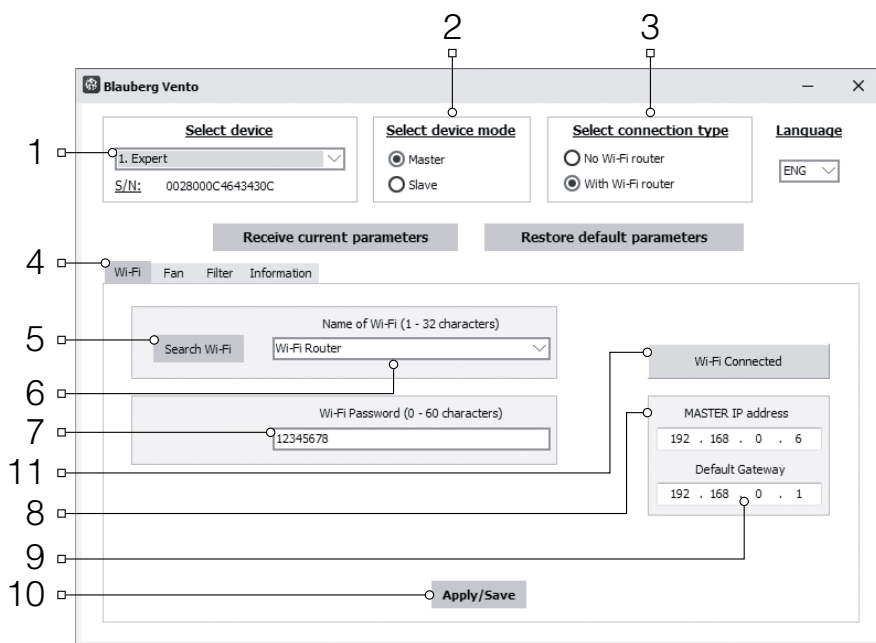 2
3
Blauberg Vento
1
Select device
1. Expert
S/N: 0028000C4643430C
Select device mode
Master
Slave
Select connection type
No Wi-Fi router
With Wi-Fi router
Language
ENG
Receive current parameters
Restore default parameters
4
Wi-Fi Fan Filter Information
5
Name of Wi-Fi (1 - 32 characters)
Search Wi-Fi
Wi-Fi Router
6
Wi-Fi Connected
7
Wi-Fi Password (0 - 60 characters)
12345678
MASTER IP address
192 . 168 . 0 . 6
11
Default Gateway
192 . 168 . 0 . 1
8
9
10
Apply/Save